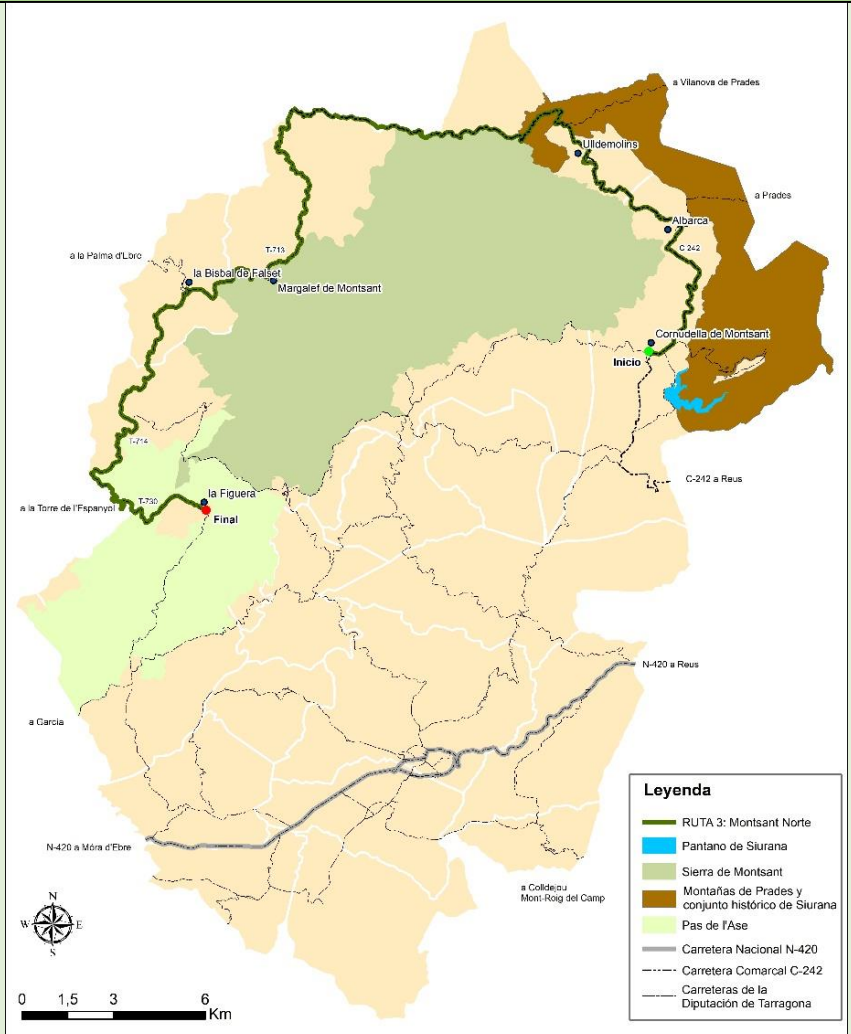 a Vilanova de Prades
Ulldemolins
a Prades
Albarca
C 242
T-713
a la Palma d'Ebre
la Bisbal de Falset
Margalef de Montsant
Cornudella de Montsant
Inicio
T-714
C-242 a Reus
T-730
la Figuera
a la Torre de l'Espanyol
Final
N-420 a Reus
a Garcia
N-420 a Móra d'Ebre
a Colldejou
Mont-Roig del Camp
Leyenda
RUTA 3: Montsant Norte
Pantano de Siurana
Sierra de Montsant
Montañas de Prades y
conjunto histórico de Siurana
Pas de l'Ase
Carretera Nacional N-420
Carretera Comarcal C-242
Carreteras de la
Diputación de Tarragona
N
W E
S
0 1,5 3 6
Km